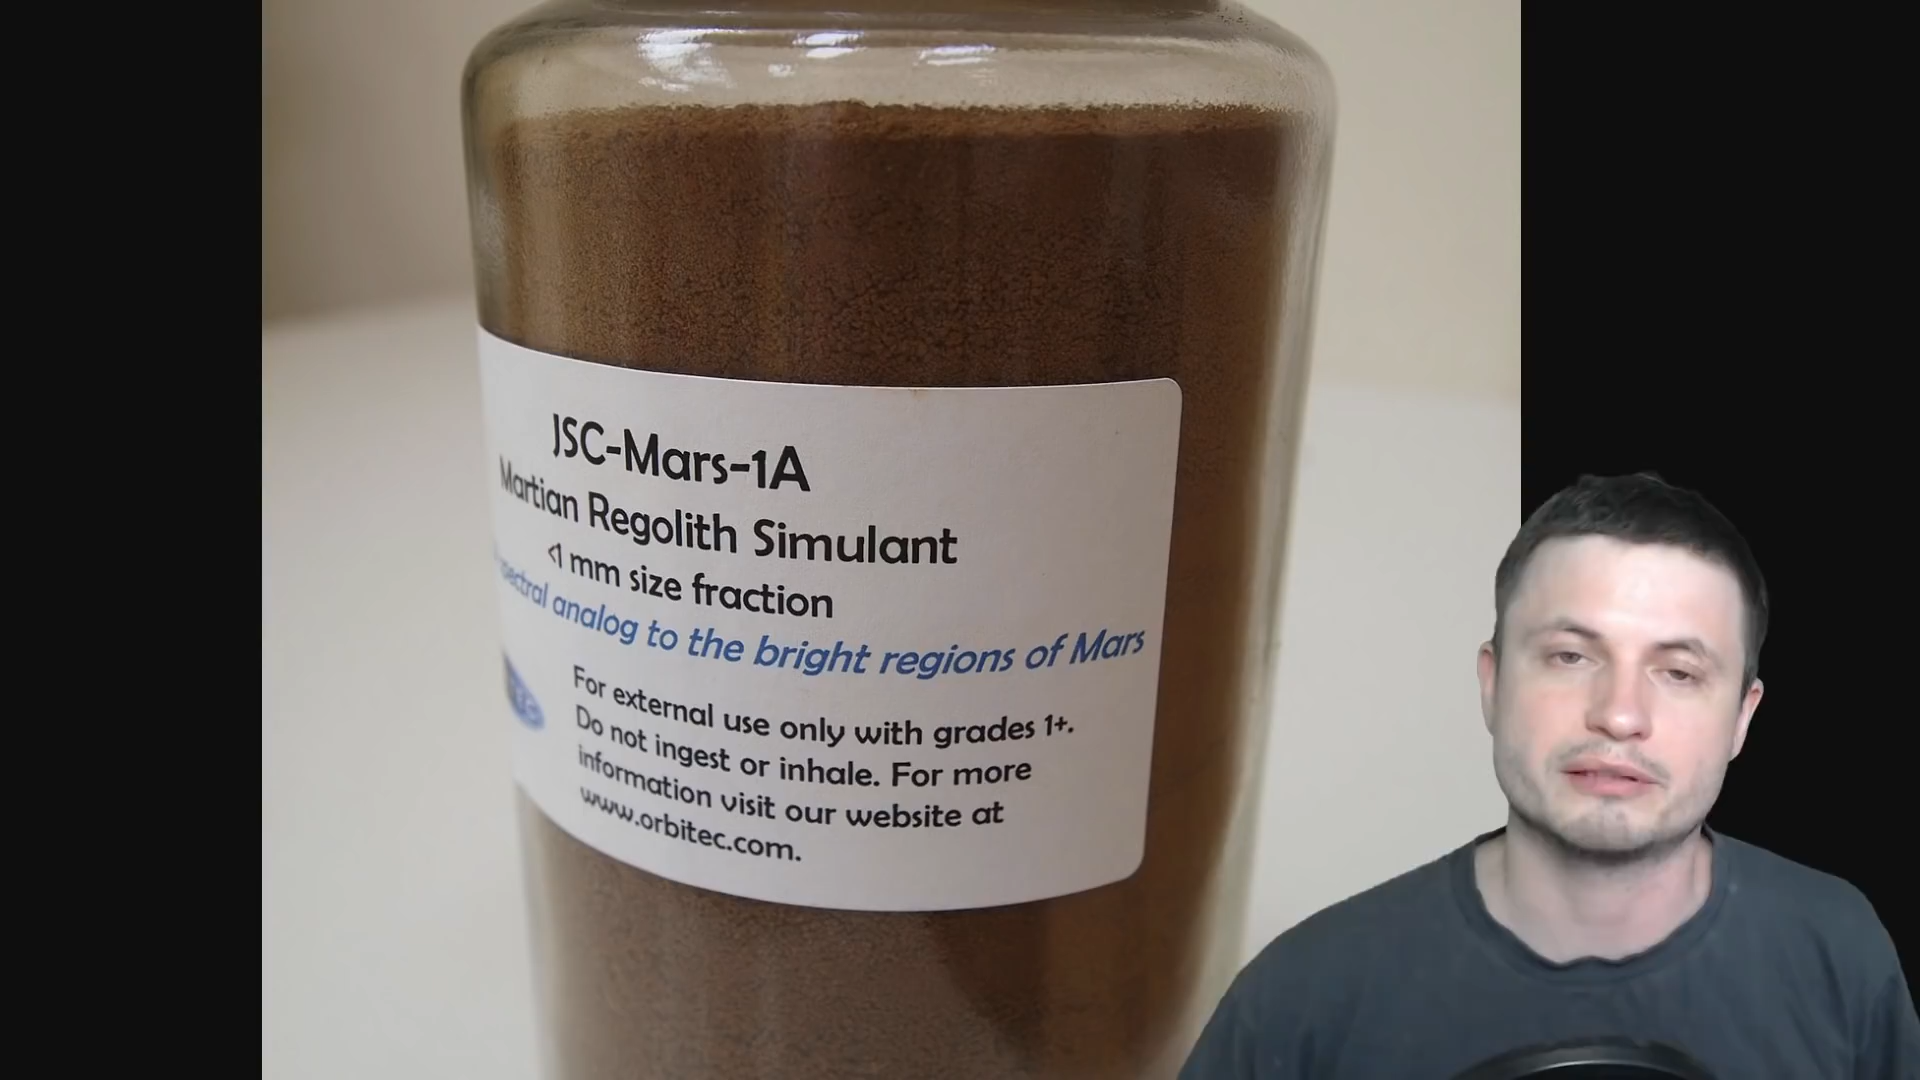 JSC-Mars-1A
Martian Regolith Simulant
<1 mm size fraction
analog to the bright regions of Mars
For external use only with grades 1+.
Do not ingest or inhale. For more
information visit our website at
www.orbitec.com.